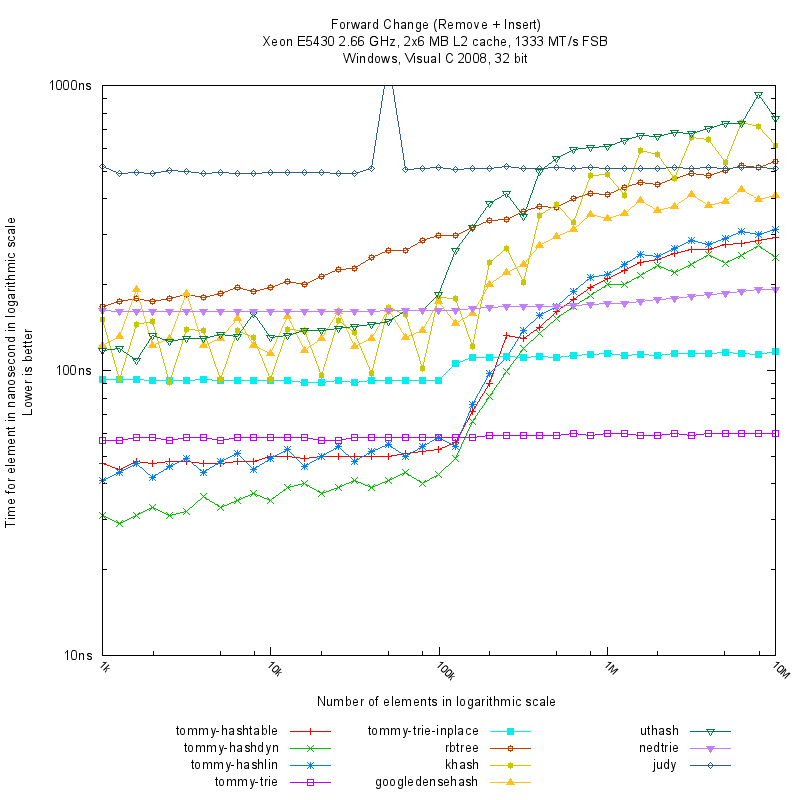 Forward Change (Remove + Insert)
Xeon E5430 2.66 GHz, 2x6 MB L2 cache, 1333 MT/s FSB
Windows, Visual C 2008, 32 bit
1000ns
100ns
10ns
Time for element in nanosecond in logarithmic scale
Lower is better
1k
10k
100k
1M
10M
Number of elements in logarithmic scale
tommy-hashtable
tommy-hashdyn
tommy-hashlin
tommy-trie
tommy-trie-inplace
rbtree
khash
googledensehash
uthash
nedtrie
judy